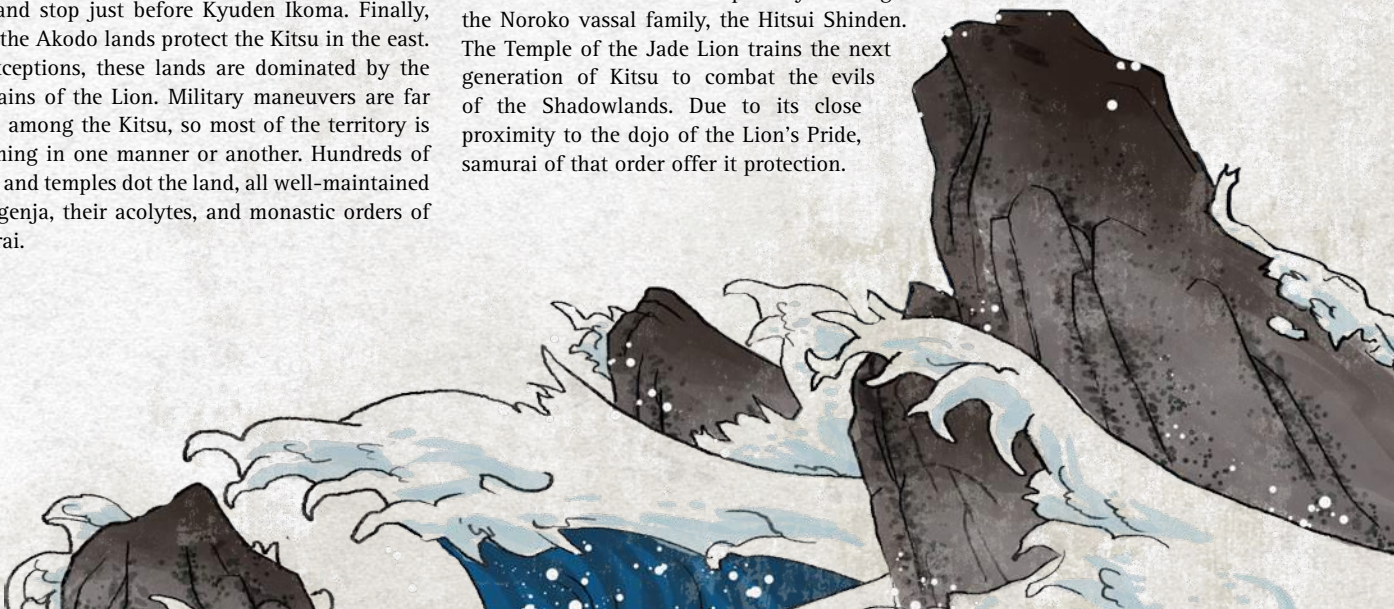 and stop just before Kyuden Ikoma. Finally,
the Akodo lands protect the Kitsu in the east.
these lands are dominated by the
of the Lion. Military maneuvers are far
among the Kitsu, so most of the territory is
in one manner or another. Hundreds of
and temples dot the land, all well-maintained
their acolytes, and monastic orders of
the Noroko vassal family, the Hitsui Shinden.
The Temple of the Jade Lion trains the next
generation of Kitsu to combat the evils
of the Shadowlands. Due to its close
proximity to the dojo of the Lion’s Pride,
samurai of that order offer it protection.